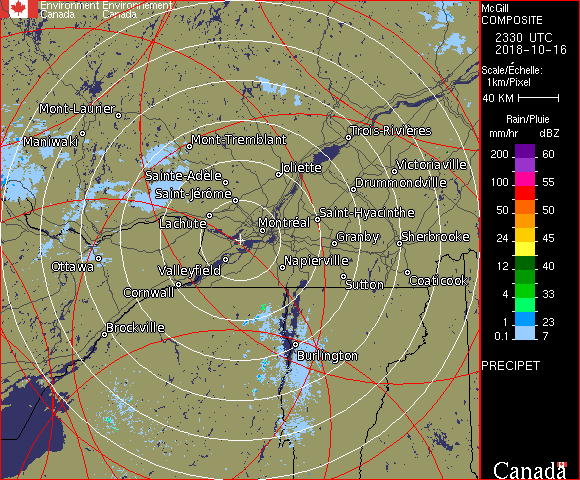 Environment Environnement
Canada Canada
McGill
COMPOSITE
2330 UTC
2018-10-16
Scale/Échelle:
1km/Pixel
40 KM
Rain/Pluie
mm/hr dBZ
200 60
150 57
100 55
50 50
24 45
12 40
4 33
1 23
0.1 7
PRECIPET
Canada
Mont-Laurier
Maniwaki
Mont-Tremblant
Trois-Rivières
Joliette
Victoriaville
Sainte-Adèle
Drummondville
Saint-Jérôme
Saint-Hyacinthe
Lachute
Montréal
Granby
Sherbrooke
Ottawa
Valleyfield
Napierville
Sutton
Coaticook
Cornwall
Brockville
Burlington